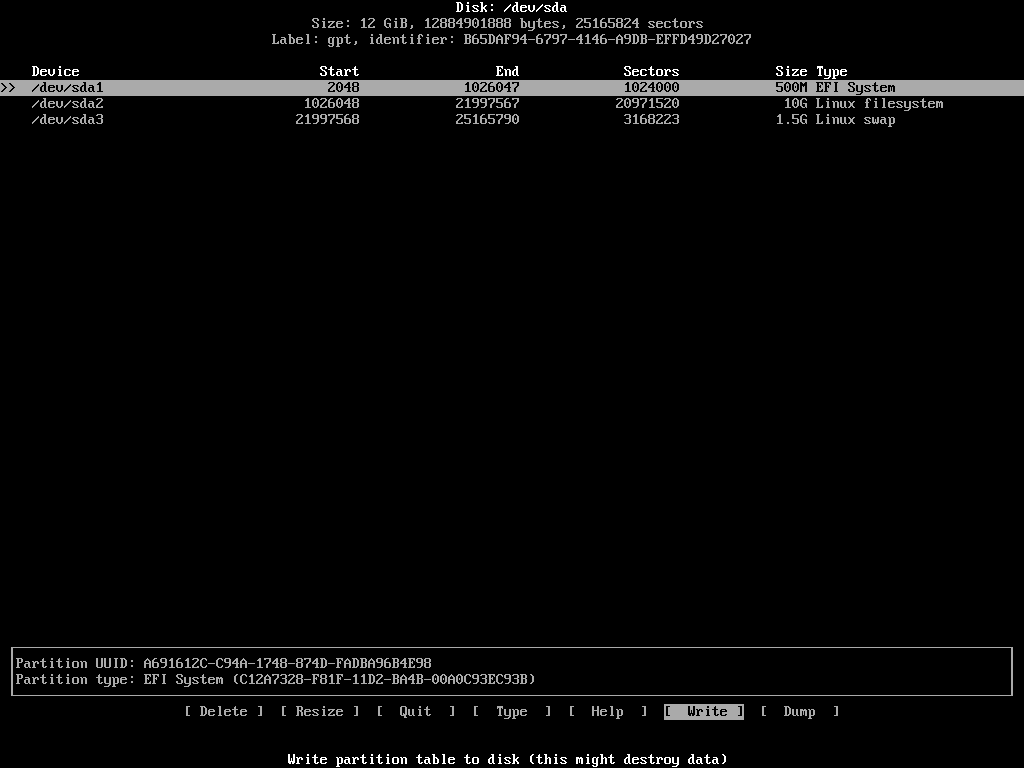 Disk: /dev/sda
Size: 12 GiB, 12884901888 bytes, 25165824 sectors
Label: gpt, identifier: B65DAF94-6797-4146-A9DB-EFFD49D27027
Device Start End Sectors Size Type
>> /dev/sda1 2048 1026047 1024000 500M EFI System
/dev/sda2 1026048 21997567 20971520 10G Linux filesystem
/dev/sda3 21997568 25165790 3168223 1.5G Linux swap
Partition UUID: A691612C-C94A-1748-874D-FADBA96B4E98
Partition type: EFI System (C12A7328-F81F-11D2-BA4B-00A0C93EC93B)
[ Delete ] [ Resize ] [ Quit ] [ Type ] [ Help ] [ Write ] [ Dump ]
Write partition table to disk (this might destroy data)